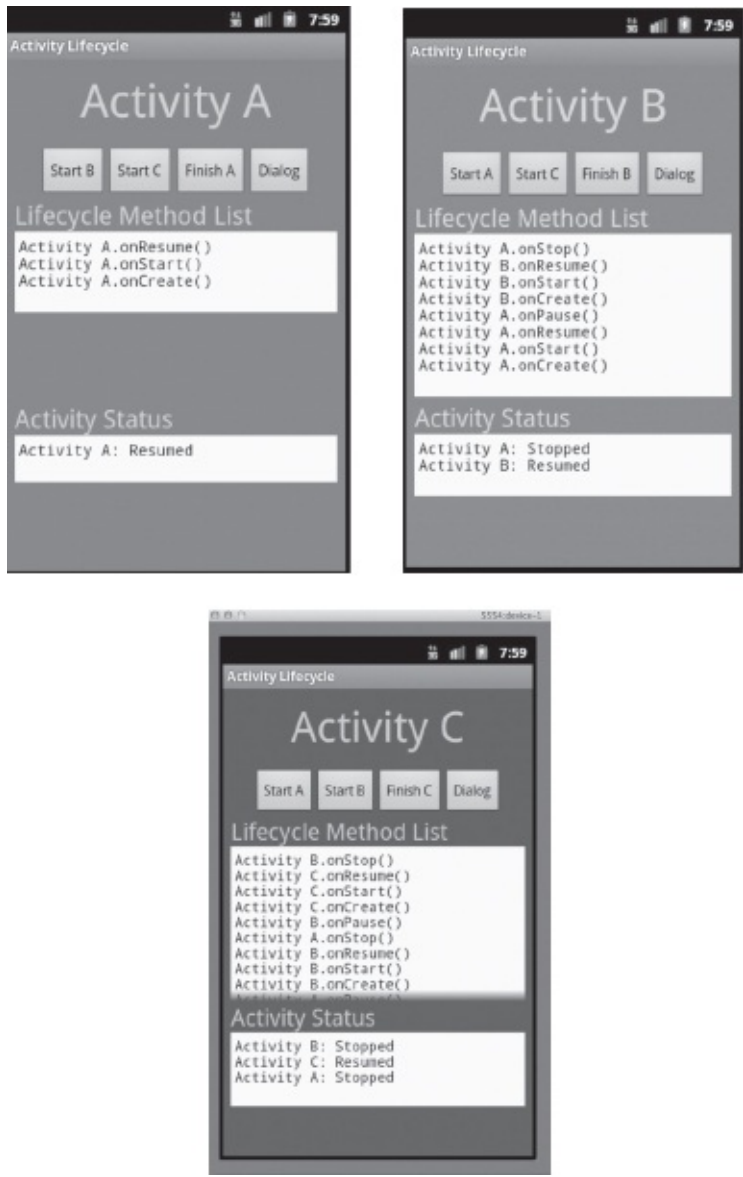 7:59
Activity Lifecycle
Activity A
Start B Start C Finish A Dialog
Lifecycle Method List
Activity A.onResume()
Activity A.onStart()
Activity A.onCreate()
Activity Status
Activity A: Resumed
7:59
Activity Lifecycle
Activity B
Start A Start C Finish B Dialog
Lifecycle Method List
Activity A.onStop()
Activity B.onResume()
Activity B.onStart()
Activity B.onCreate()
Activity A.onPause()
Activity A.onResume()
Activity A.onStart()
Activity A.onCreate()
Activity Status
Activity A: Stopped
Activity B: Resumed
5554:device-1
7:59
Activity Lifecycle
Activity C
Start A Start B Finish C Dialog
Lifecycle Method List
Activity B.onStop()
Activity C.onResume()
Activity C.onStart()
Activity C.onCreate()
Activity B.onPause()
Activity A.onStop()
Activity B.onResume()
Activity B.onStart()
Activity B.onCreate()
Activity Status
Activity B: Stopped
Activity C: Resumed
Activity A: Stopped